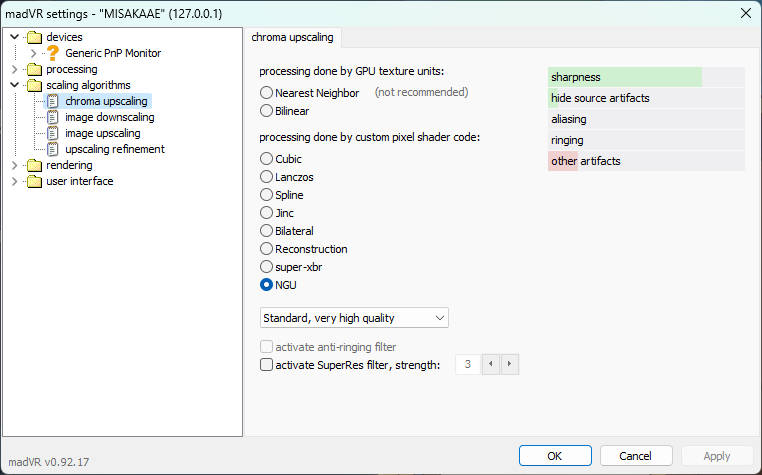 madVR settings - "MISAKAAE" (127.0.0.1)
devices
Generic PnP Monitor
processing
scaling algorithms
chroma upscaling
image downscaling
image upscaling
upscaling refinement
rendering
user interface
chroma upscaling
processing done by GPU texture units:
Nearest Neighbor (not recommended)
Bilinear
processing done by custom pixel shader code:
Cubic
Lanczos
Spline
Jinc
Bilateral
Reconstruction
super-xbr
NGU
Standard, very high quality
activate anti-ringing filter
activate SuperRes filter, strength: 3
sharpness
hide source artifacts
aliasing
ringing
other artifacts
madVR v0.92.17
OK Cancel Apply